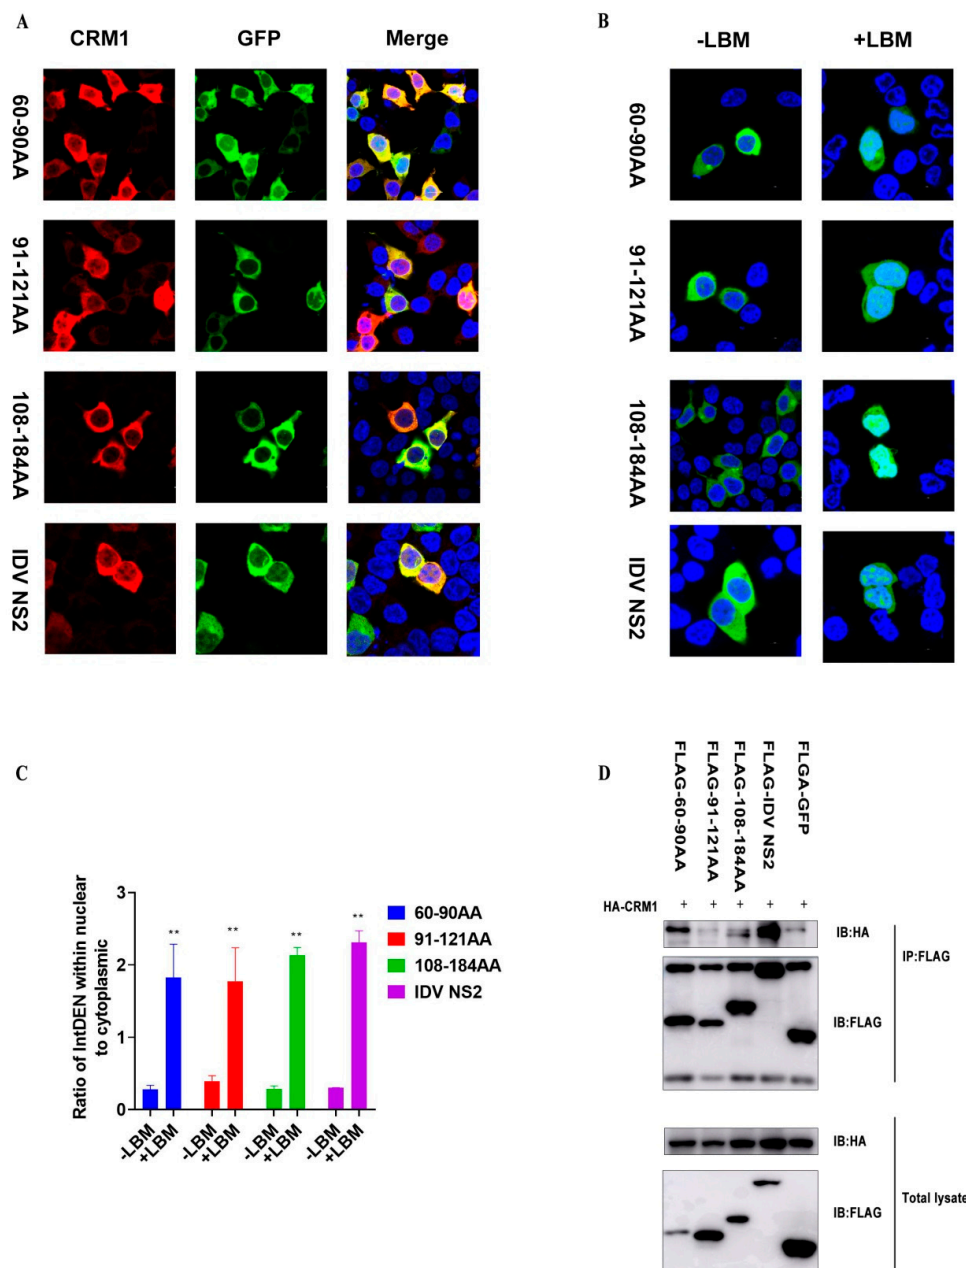 A
CRM1 GFP Merge
60-90AA
91-121AA
108-184AA
IDV NS2
B
-LBM +LBM
60-90AA
91-121AA
108-184AA
IDV NS2
C
Ratio of IntDEN within nuclear
to cytoplasmic
3
2
1
0
** ** ** **
60-90AA
91-121AA
108-184AA
IDV NS2
-LBM +LBM -LBM +LBM -LBM +LBM -LBM +LBM
D
FLAG-60-90AA
FLAG-91-121AA
FLAG-108-184AA
FLAG-IDV NS2
FLGA-GFP
HA-CRM1 + + + + +
IB:HA
IP:FLAG
IB:FLAG
IB:HA
Total lysate
IB:FLAG